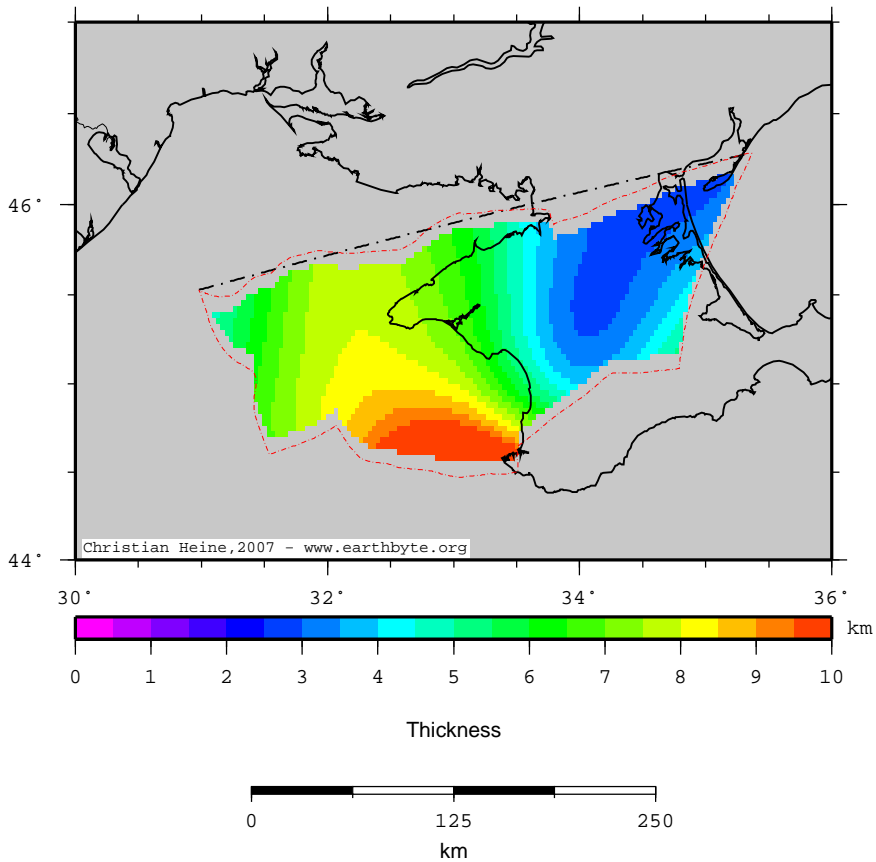 46°
44°
Christian Heine,2007 - www.earthbyte.org
30° 32° 34° 36°
km
0 1 2 3 4 5 6 7 8 9 10
Thickness
0 125 250
km